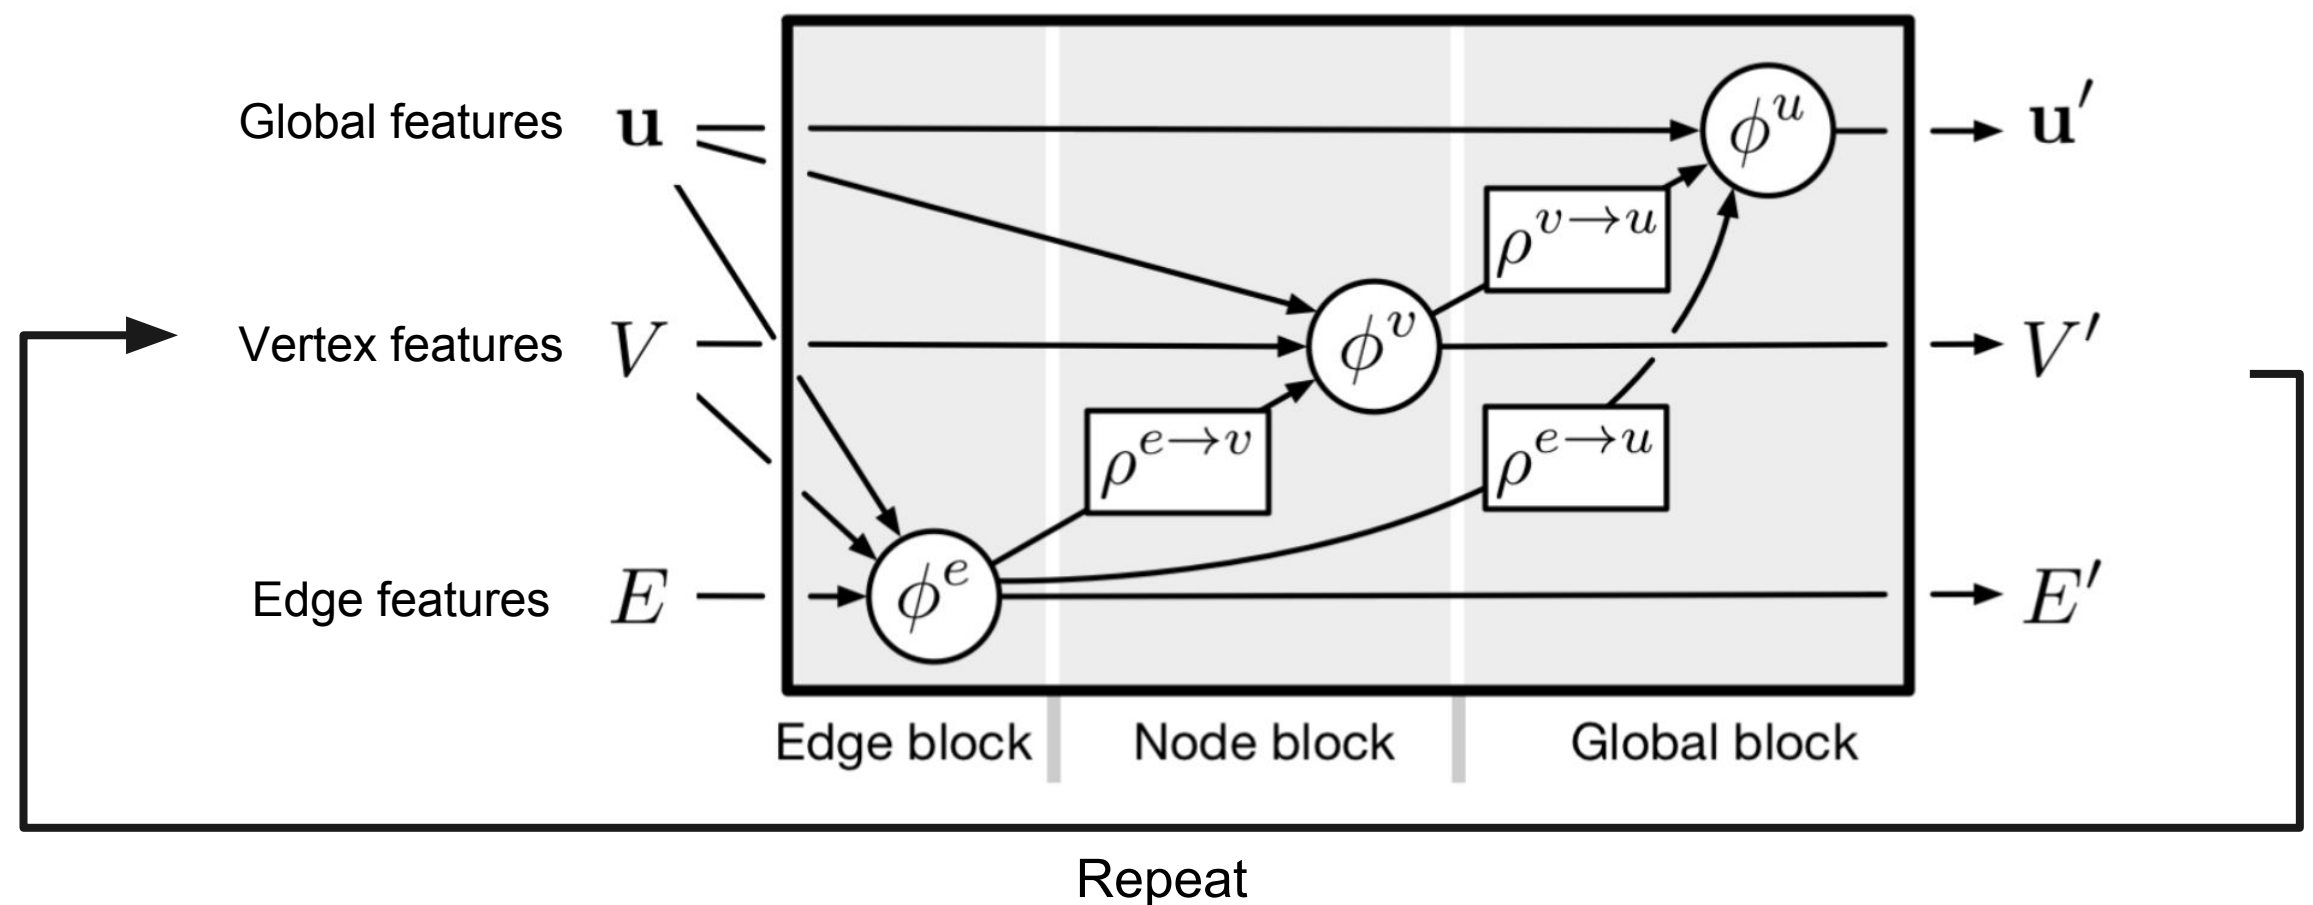 Global features u ϕ^u u′
ρ^{v→u}
Vertex features V ϕ^v V′
ρ^{e→v} ρ^{e→u}
Edge features E ϕ^e E′
Edge block Node block Global block
Repeat